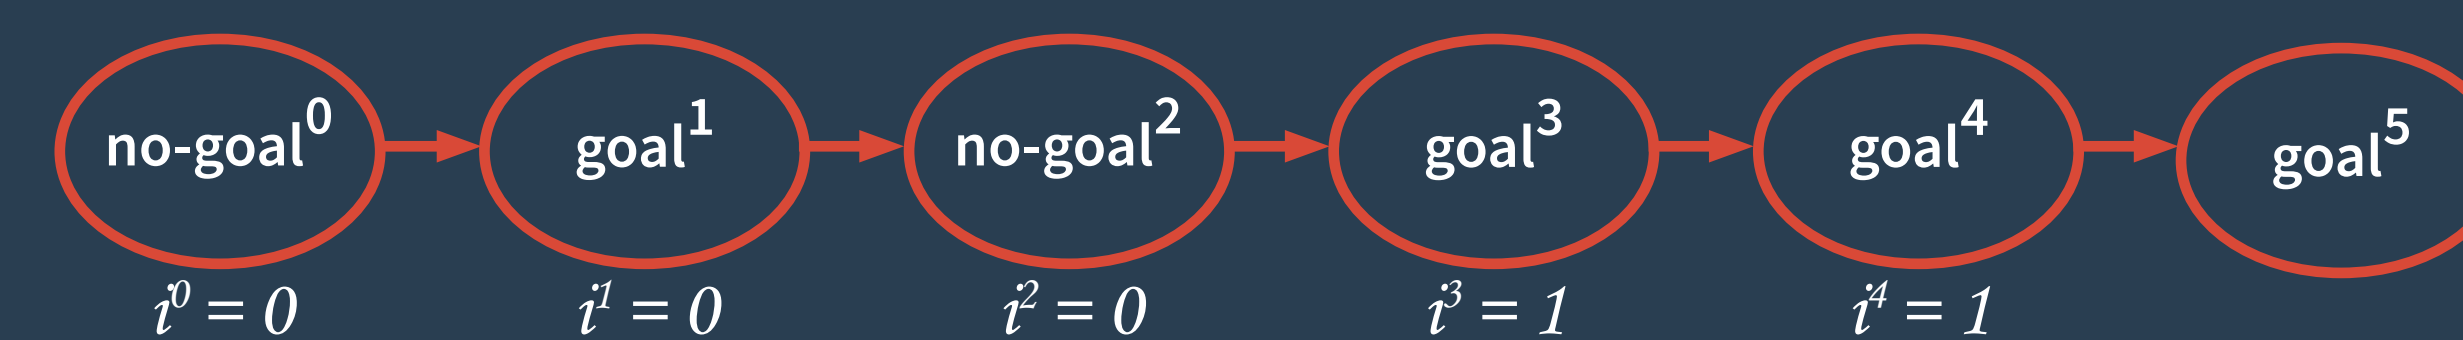 no-goal⁰ goal¹ no-goal² goal³ goal⁴ goal⁵
i⁰ = 0 i¹ = 0 i² = 0 i³ = 1 i⁴ = 1